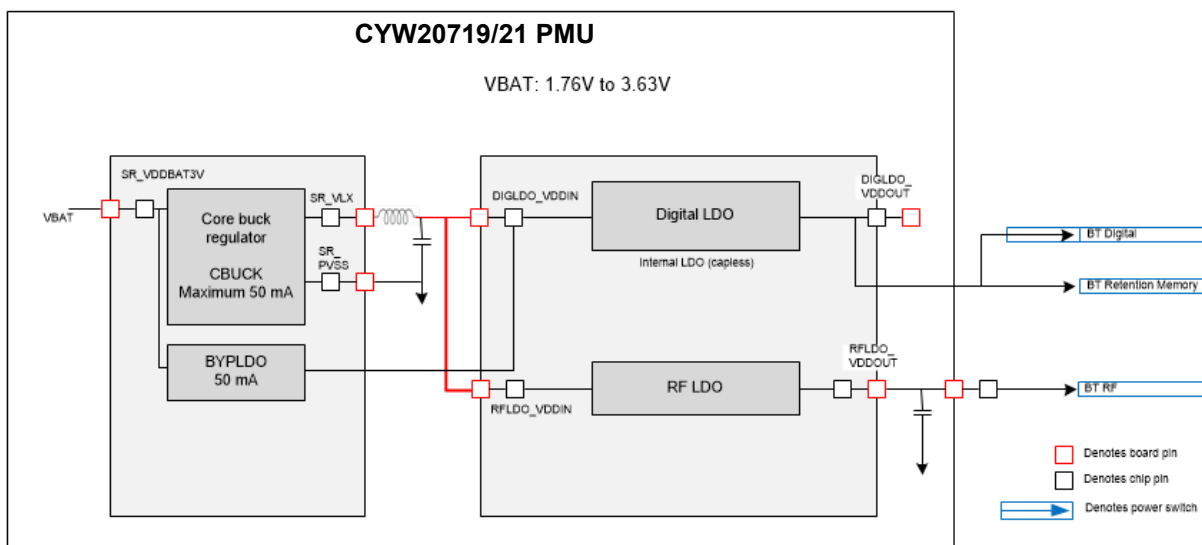 CYW20719/21 PMU
VBAT: 1.76V to 3.63V
SR_VDDBAT3V
VBAT
Core buck
regulator
CBUCK
Maximum 50 mA
SR_VLX
SR_
PVSS
BYPLDO
50 mA
DIGLDO_VDDIN
Digital LDO
Internal LDO (capless)
DIGLDO_
VDDOUT
BT Digital
BT Retention Memory
RFLDO_VDDIN
RF LDO
RFLDO_
VDDOUT
BT RF
Denotes board pin
Denotes chip pin
Denotes power switch